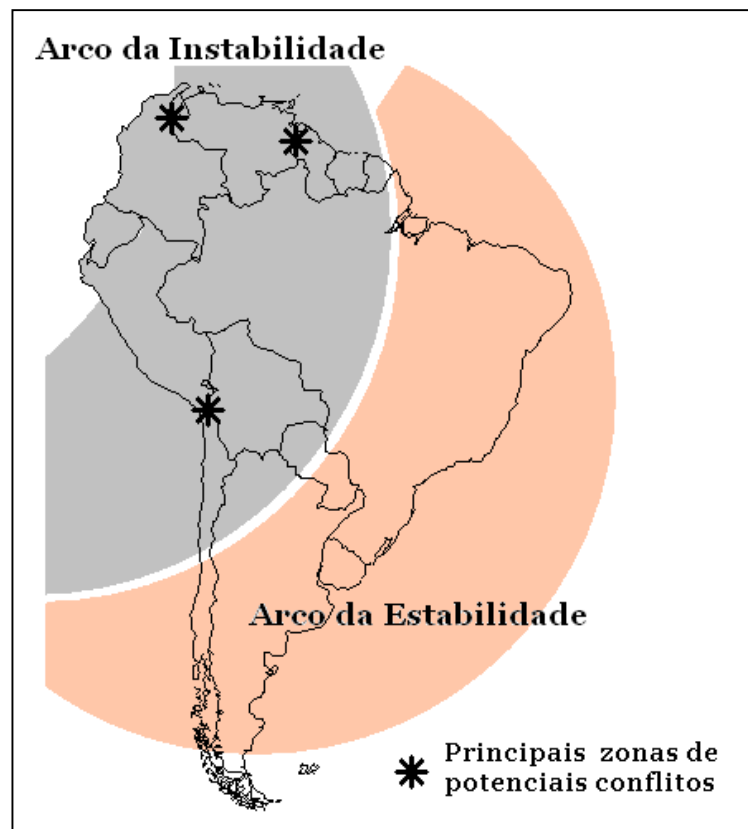 Arco da Instabilidade
Arco da Estabilidade
Principais zonas de
potenciais conflitos